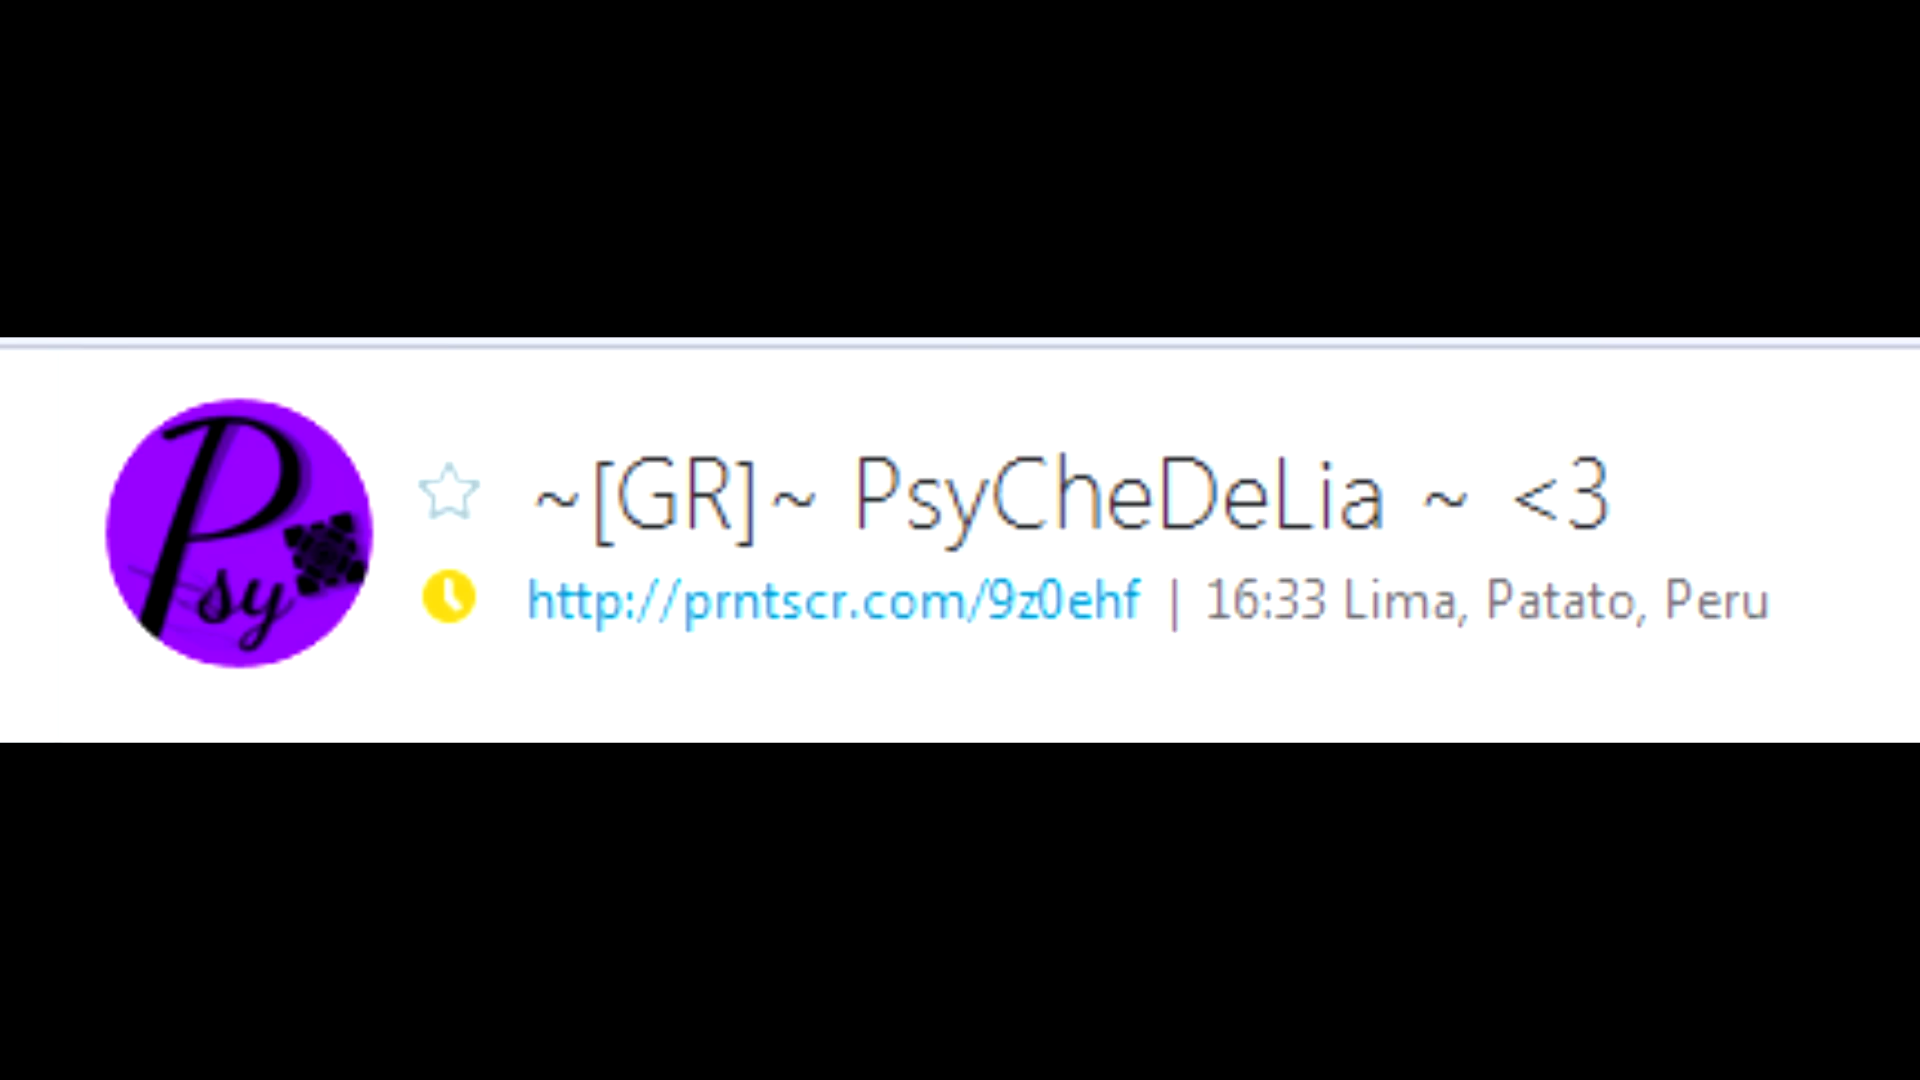 Psy
~[GR]~ PsyCheDeLia ~ <3
http://prntscr.com/9z0ehf | 16:33 Lima, Patato, Peru